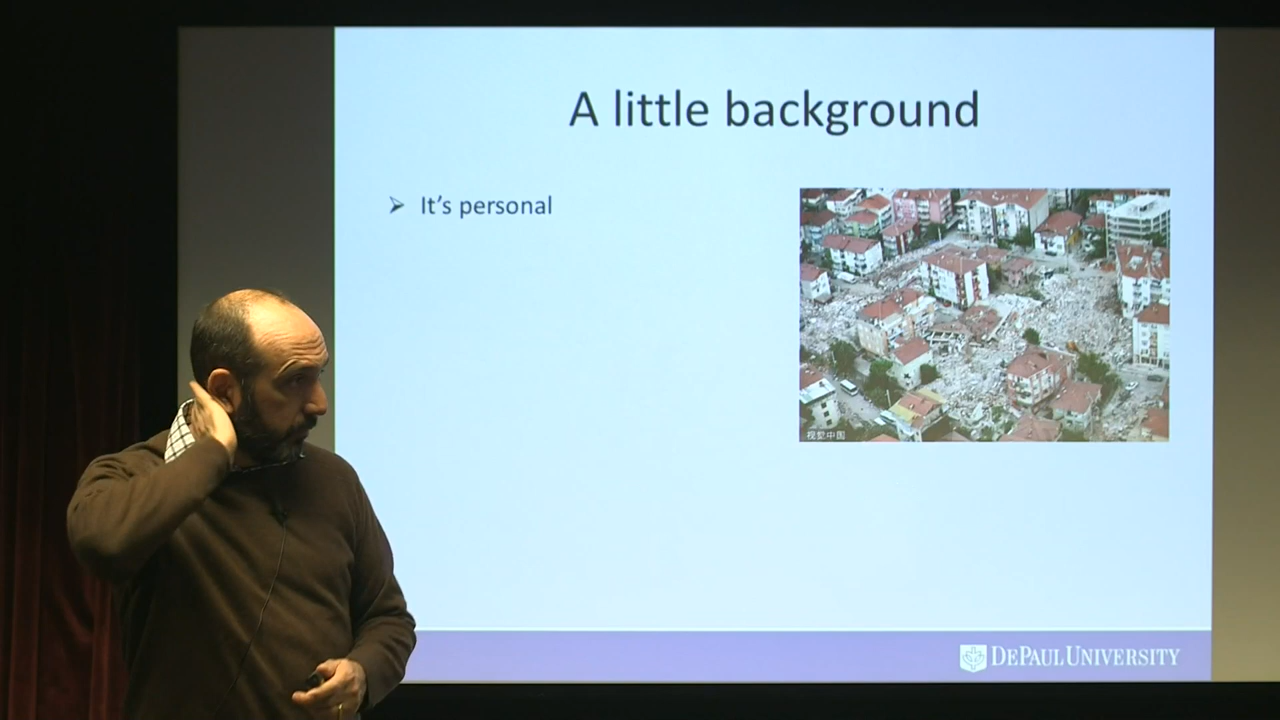 A little background
➢ It's personal
视觉中国
DEPAUL UNIVERSITY